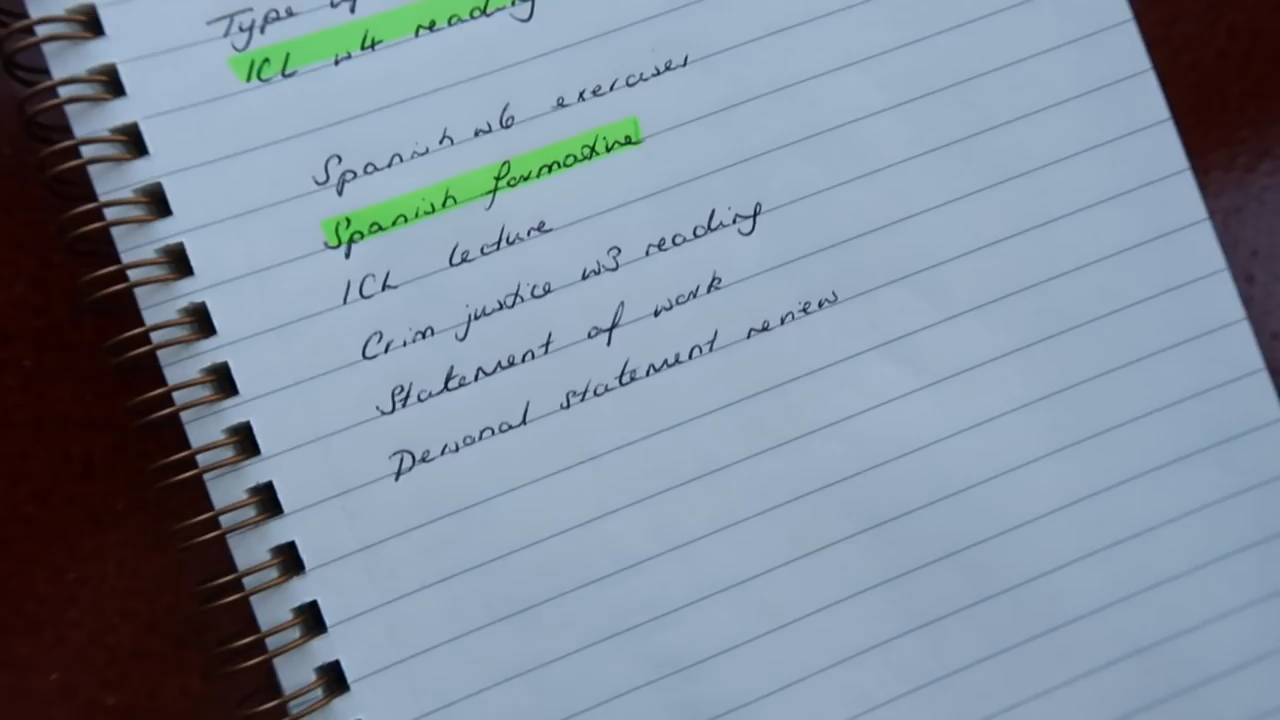 Type
ICL w4 reading
Spanish w6 exercises
Spanish formative
ICL lecture
Crim justice w3 reading
Statement of work
Personal statement review